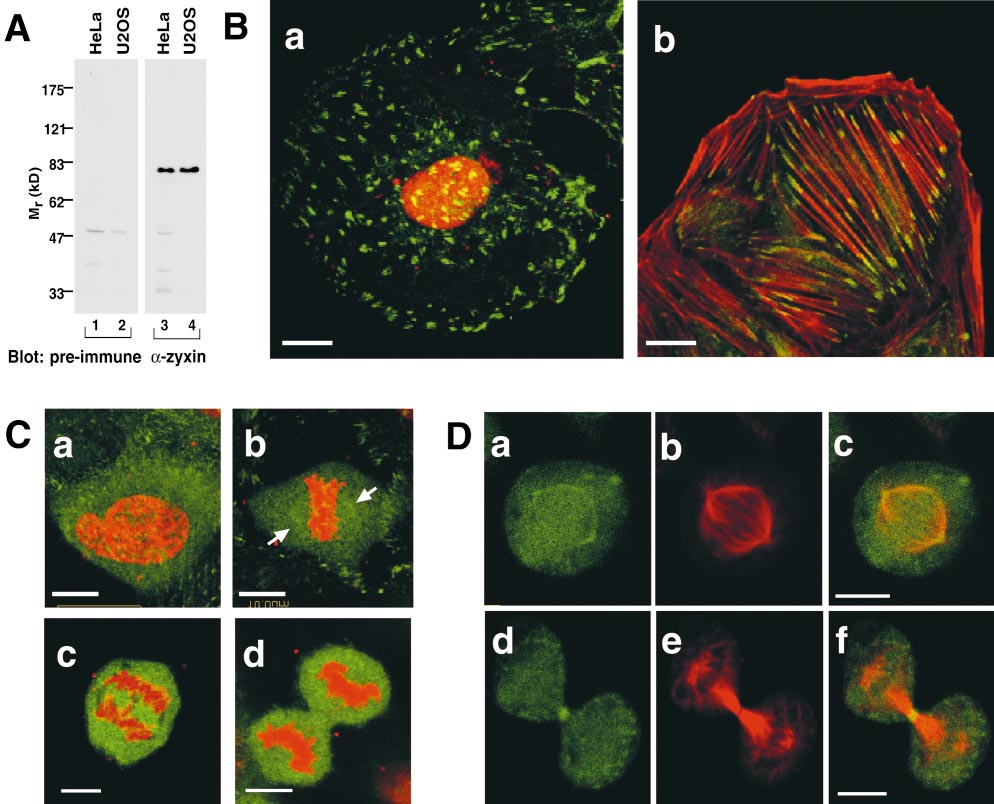 A
HeLa
U2OS
HeLa
U2OS
175
121
83
62
47
33
Mr (kD)
1 2 3 4
Blot: pre-immune α-zyxin
B
a
b
C
a
b
c
d
D
a
b
c
d
e
f